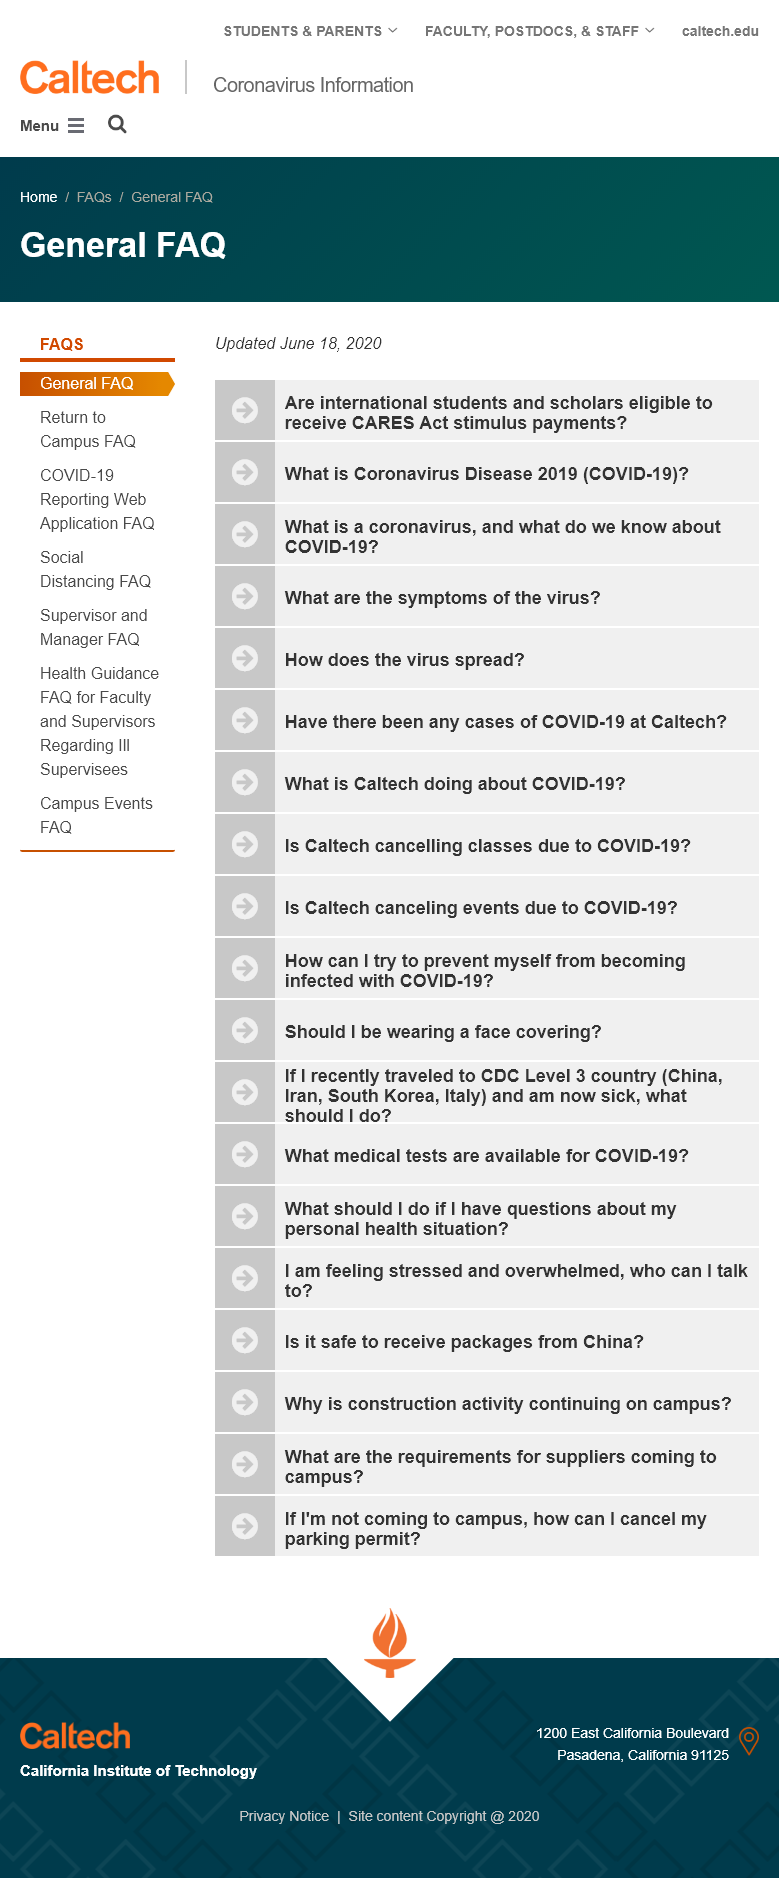 STUDENTS & PARENTS FACULTY, POSTDOCS, & STAFF caltech.edu
Caltech Coronavirus Information
Menu
Home / FAQs / General FAQ
General FAQ
FAQS
General FAQ
Return to
Campus FAQ
COVID-19
Reporting Web
Application FAQ
Social
Distancing FAQ
Supervisor and
Manager FAQ
Health Guidance
FAQ for Faculty
and Supervisors
Regarding Ill
Supervisees
Campus Events
FAQ
Updated June 18, 2020
Are international students and scholars eligible to
receive CARES Act stimulus payments?
What is Coronavirus Disease 2019 (COVID-19)?
What is a coronavirus, and what do we know about
COVID-19?
What are the symptoms of the virus?
How does the virus spread?
Have there been any cases of COVID-19 at Caltech?
What is Caltech doing about COVID-19?
Is Caltech cancelling classes due to COVID-19?
Is Caltech canceling events due to COVID-19?
How can I try to prevent myself from becoming
infected with COVID-19?
Should I be wearing a face covering?
If I recently traveled to CDC Level 3 country (China,
Iran, South Korea, Italy) and am now sick, what
should I do?
What medical tests are available for COVID-19?
What should I do if I have questions about my
personal health situation?
I am feeling stressed and overwhelmed, who can I talk
to?
Is it safe to receive packages from China?
Why is construction activity continuing on campus?
What are the requirements for suppliers coming to
campus?
If I'm not coming to campus, how can I cancel my
parking permit?
Caltech
California Institute of Technology
1200 East California Boulevard
Pasadena, California 91125
Privacy Notice | Site content Copyright @ 2020